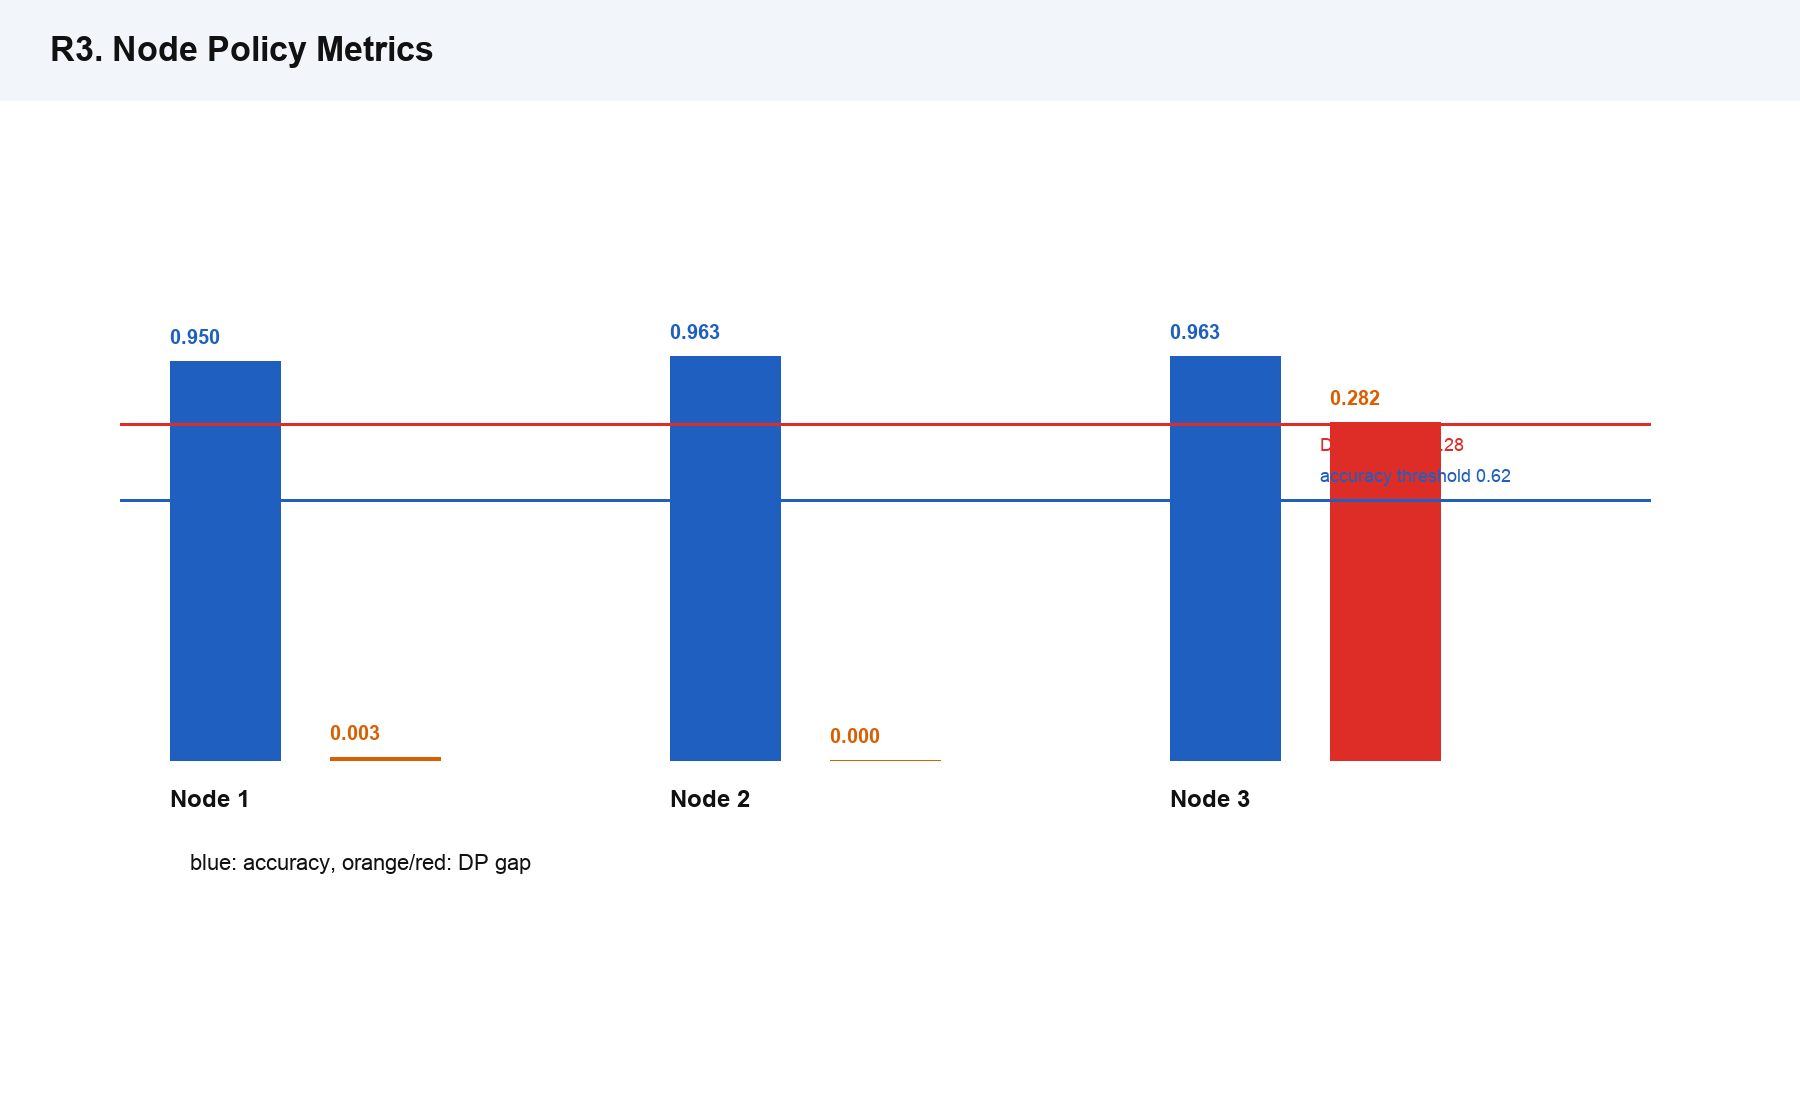 R3. Node Policy Metrics
0.950
0.963
0.963
0.282
28
accuracy threshold 0.62
0.003
0.000
Node 1
Node 2
Node 3
blue: accuracy, orange/red: DP gap